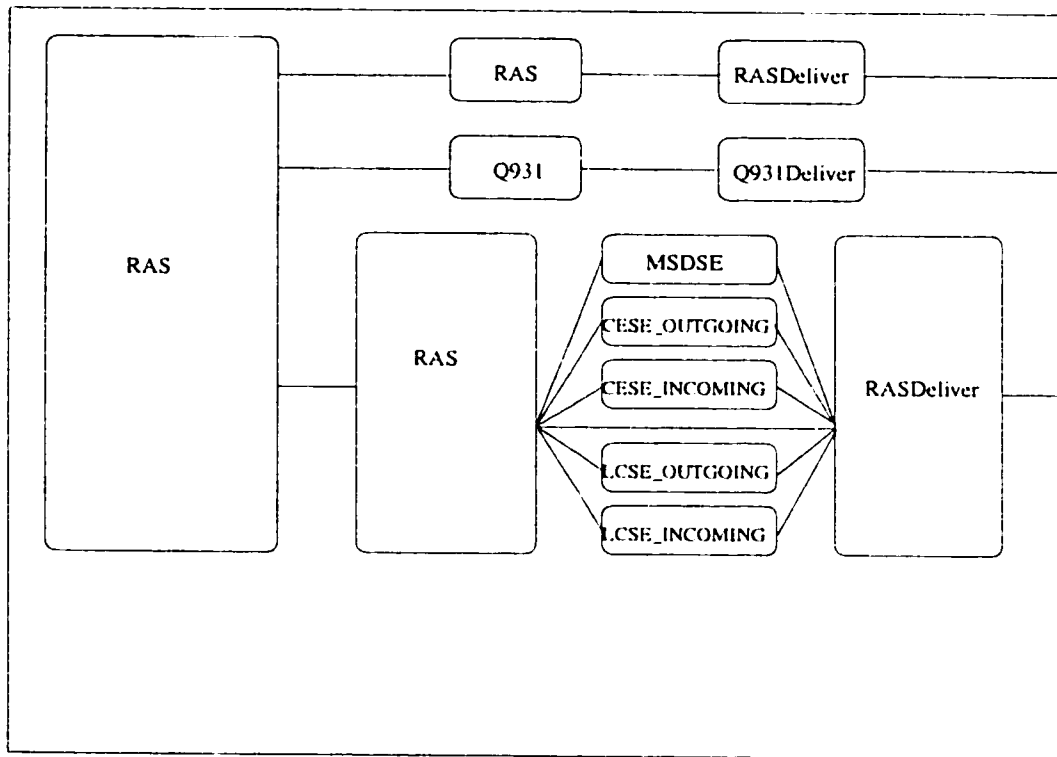 RAS
RASDeliver
Q931
Q931Deliver
RAS
RAS
MSDSE
CESE_OUTGOING
CESE_INCOMING
LCSE_OUTGOING
LCSE_INCOMING
RASDeliver